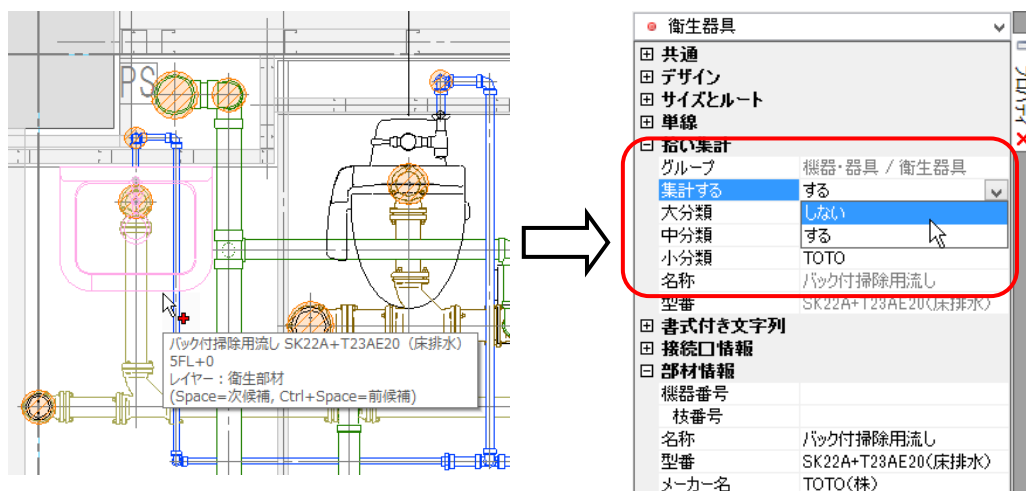 PS
バック付掃除用流し SK22A+T23AE20（床排水）
5FL+0
レイヤー：衛生部材
(Space=次候補, Ctrl+Space=前候補)
衛生器具
共通
デザイン
サイズとルート
単線
拾い集計
グループ 機器・器具 / 衛生器具
集計する する
大分類 しない
中分類 する
小分類 TOTO
名称 バック付掃除用流し
型番 SK22A+T23AE20(床排水)
書式付き文字列
接続口情報
部材情報
機器番号
枝番号
名称 バック付掃除用流し
型番 SK22A+T23AE20(床排水)
メーカー名 TOTO(株)
プロパティ